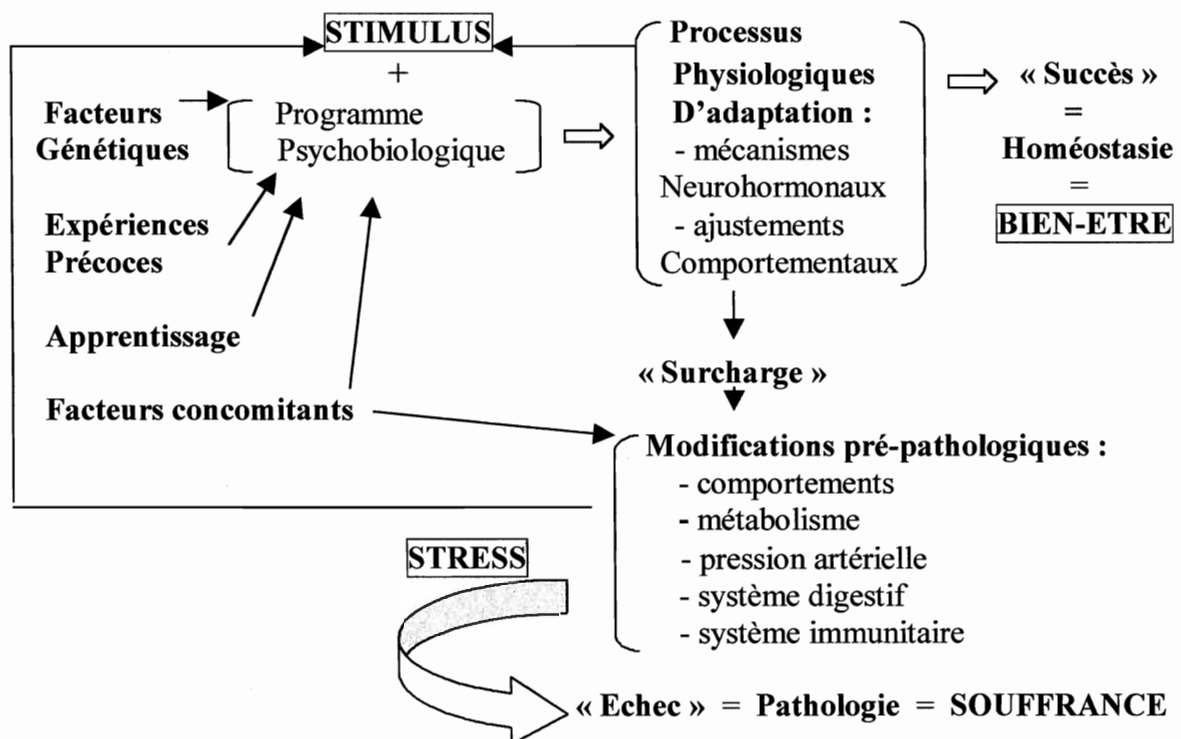 STIMULUS
+
Facteurs
Génétiques
Programme
Psychobiologique
Expériences
Précoces
Apprentissage
Facteurs concomitants
Processus
Physiologiques
D'adaptation :
- mécanismes
Neurohormonaux
- ajustements
Comportementaux
« Succès »
=
Homéostasie
=
BIEN-ETRE
« Surcharge »
Modifications pré-pathologiques :
- comportements
- métabolisme
- pression artérielle
- système digestif
- système immunitaire
STRESS
« Echec » = Pathologie = SOUFFRANCE